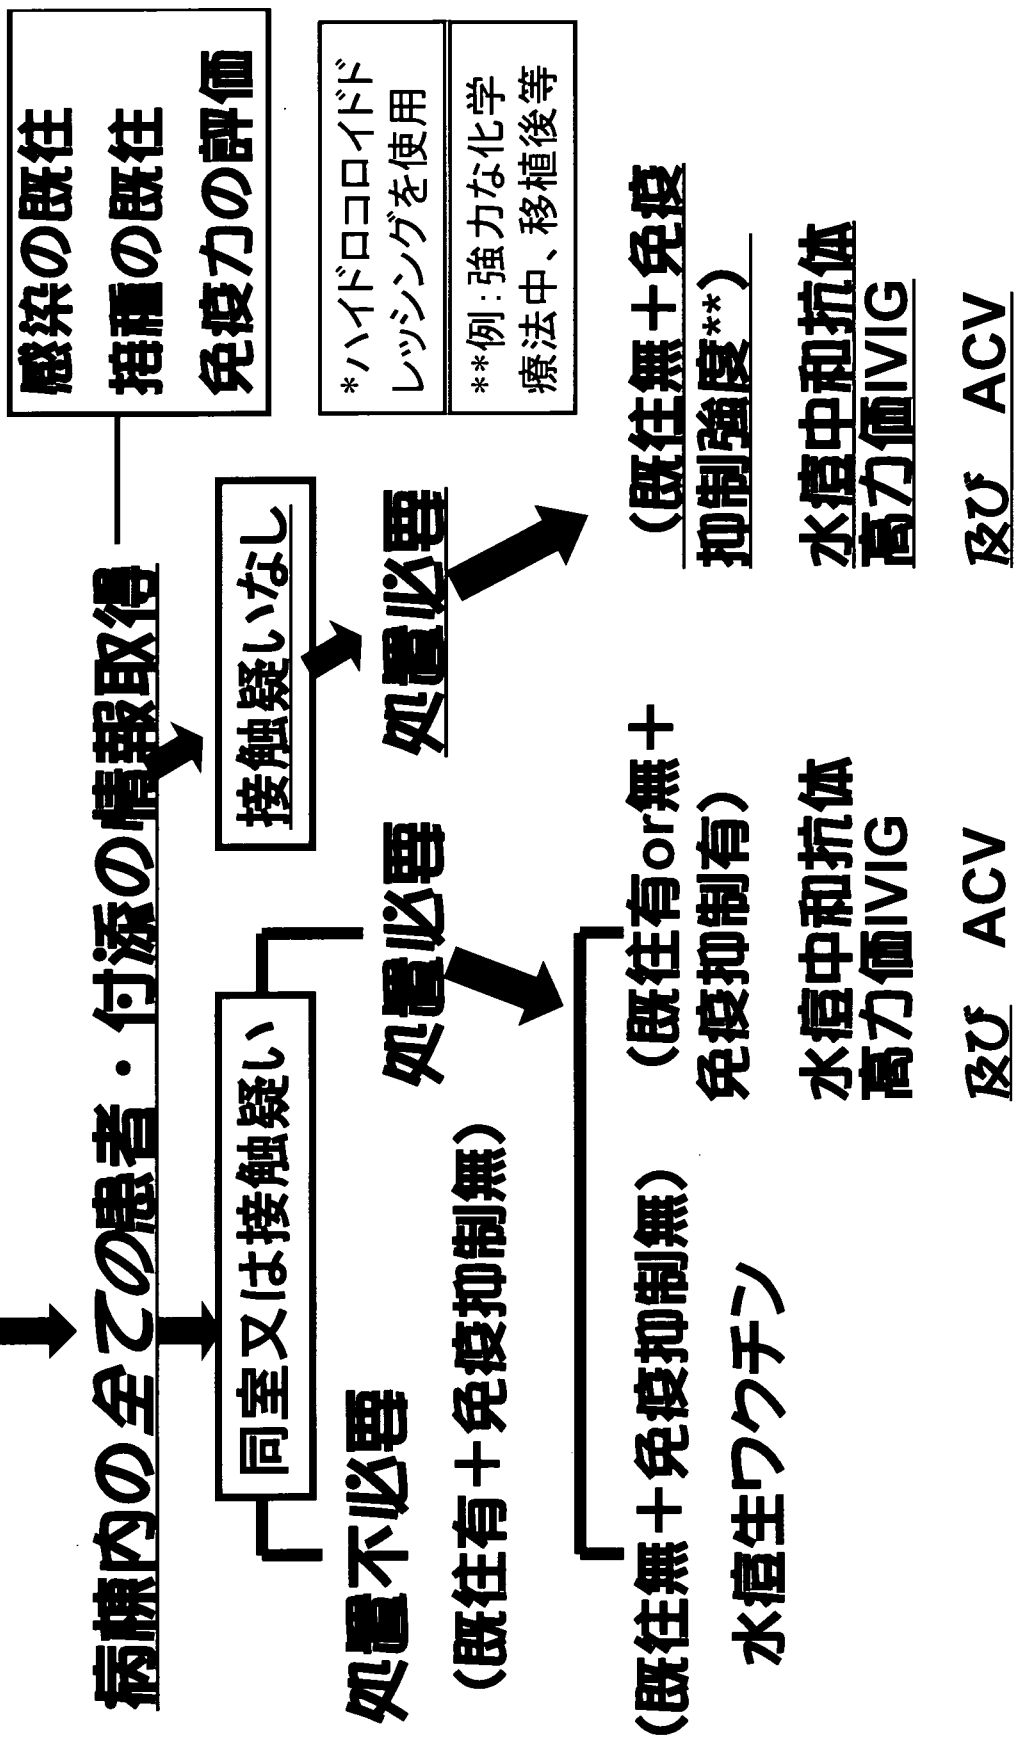 病棟内の全ての患者・付添の情報取得
感染の既往
接種の既往
免疫力の評価
同室又は接触疑い
接触疑いなし
*ハイドロコロイドド
レッシングを使用
**例：強力な化学
療法中、移植後等
処置不必要
（既往有＋免疫抑制無）
処置必要
処置必要
（既往無＋免疫抑制無）
水痘生ワクチン
（既往有or無＋
免疫抑制有）
水痘中和抗体
高力価IVIG
及び ACV
（既往無＋免疫
抑制強度**）
水痘中和抗体
高力価IVIG
及び ACV